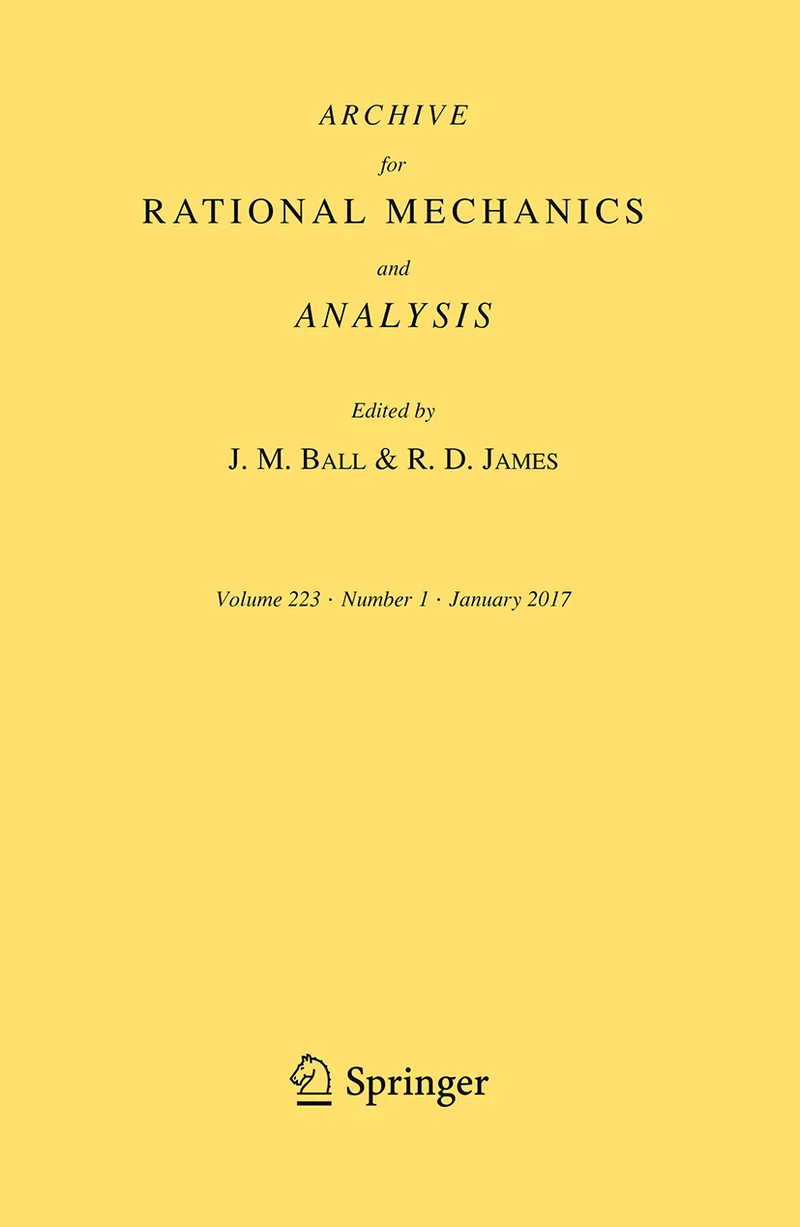 ARCHIVE
for
RATIONAL MECHANICS
and
ANALYSIS
Edited by
J. M. BALL & R. D. JAMES
Volume 223 · Number 1 · January 2017
Springer